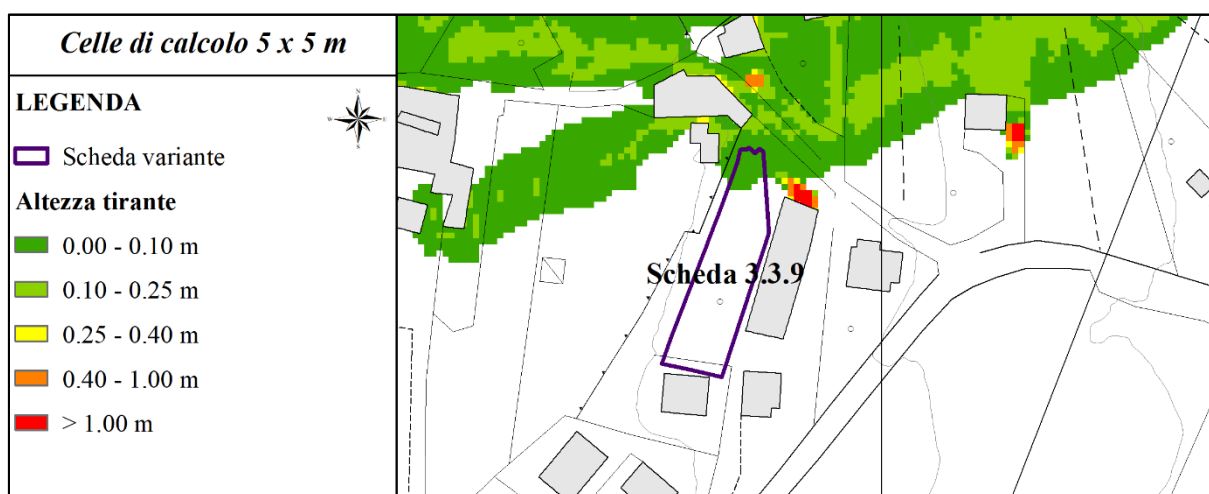 Celle di calcolo 5 x 5 m
LEGENDA
N
W
E
S
Scheda variante
Altezza tirante
0.00 - 0.10 m
0.10 - 0.25 m
0.25 - 0.40 m
0.40 - 1.00 m
> 1.00 m
Scheda 3.3.9